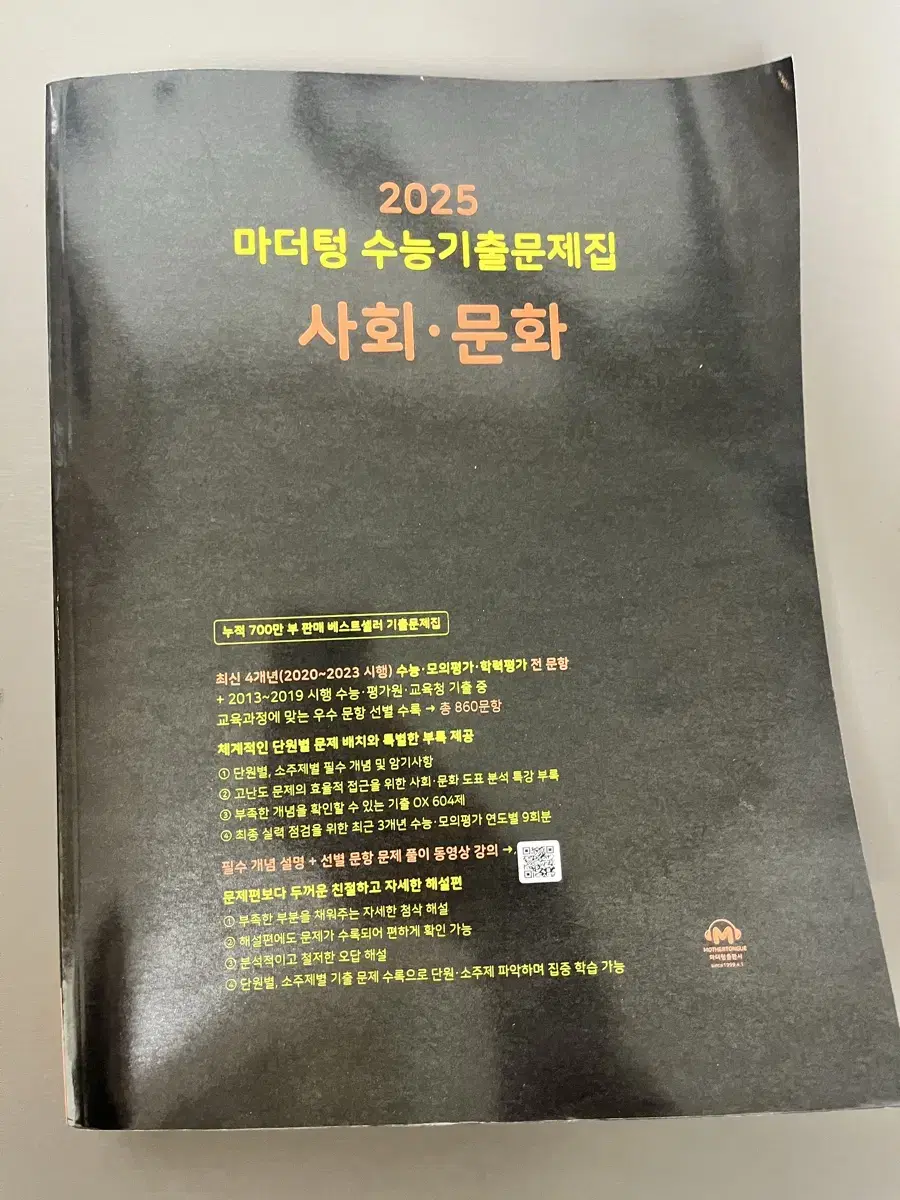 2025
마더텅 수능기출문제집
사회·문화
누적 700만 부 판매 베스트셀러 기출문제집
최신 4개년(2020~2023 시행) 수능·모의평가·학력평가 전 문항
+ 2013~2019 시행 수능·평가원·교육청 기출 중
교육과정에 맞는 우수 문항 선별 수록 → 총 860문항
체계적인 단원별 문제 배치와 특별한 부록 제공
① 단원별, 소주제별 필수 개념 및 암기사항
② 고난도 문제의 효율적 접근을 위한 사회·문화 도표 분석 특강 부록
③ 부족한 개념을 확인할 수 있는 기출 OX 604제
④ 최종 실력 점검을 위한 최근 3개년 수능·모의평가 연도별 9회분
필수 개념 설명 + 선별 문항 문제 풀이 동영상 강의 →
문제편보다 두꺼운 친절하고 자세한 해설편
① 부족한 부분을 채워주는 자세한 첨삭 해설
② 해설편에도 문제가 수록되어 편하게 확인 가능
③ 분석적이고 철저한 오답 해설
④ 단원별, 소주제별 기출 문제 수록으로 단원·소주제 파악하며 집중 학습 가능
M
MOTHERTONGUE
마더텅출판사
since1999.4.1